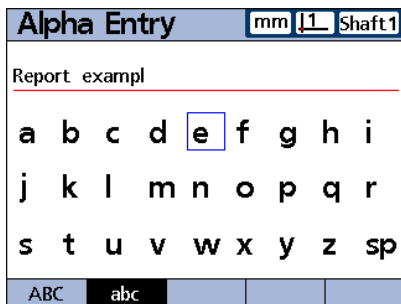 Alpha Entry mm 1 Shaft1
Report exampl
a b c d e f g h i
j k l m n o p q r
s t u v w x y z sp
ABC abc